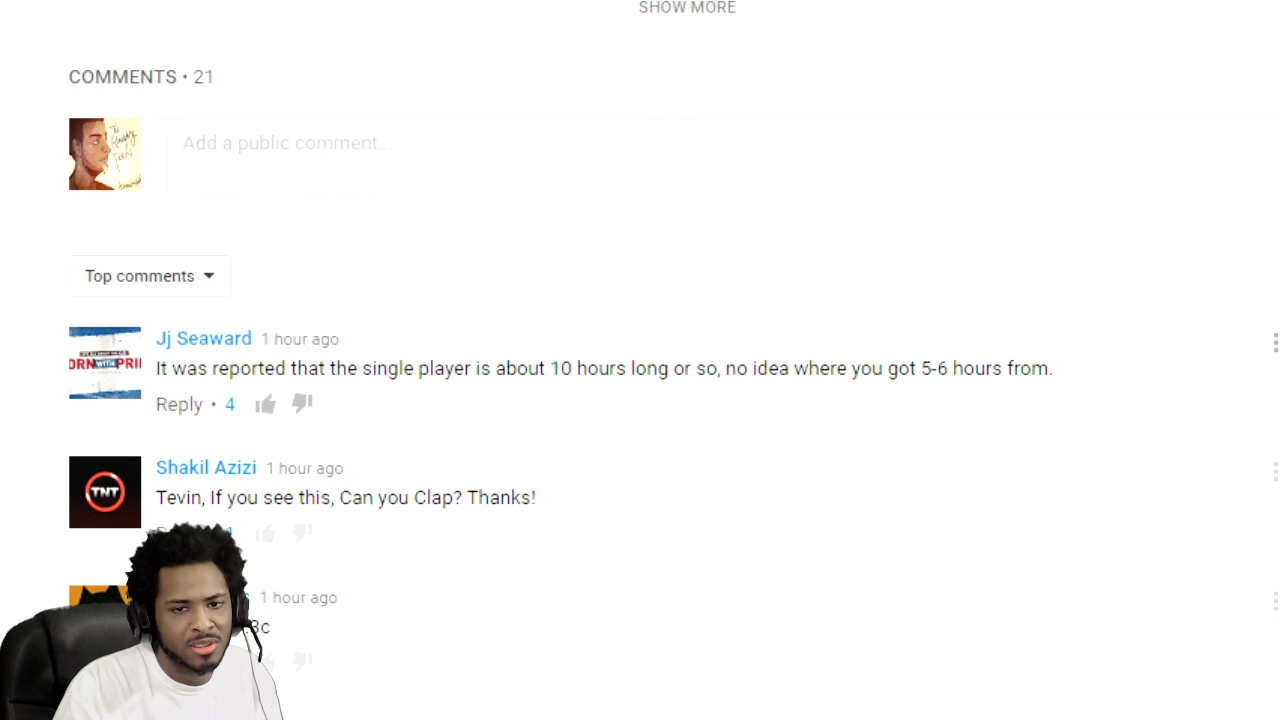 SHOW MORE
COMMENTS • 21
Add a public comment...
Top comments
Jj Seaward 1 hour ago
It was reported that the single player is about 10 hours long or so, no idea where you got 5-6 hours from.
Reply • 4
Shakil Azizi 1 hour ago
TNT
Tevin, If you see this, Can you Clap? Thanks!
1 hour ago